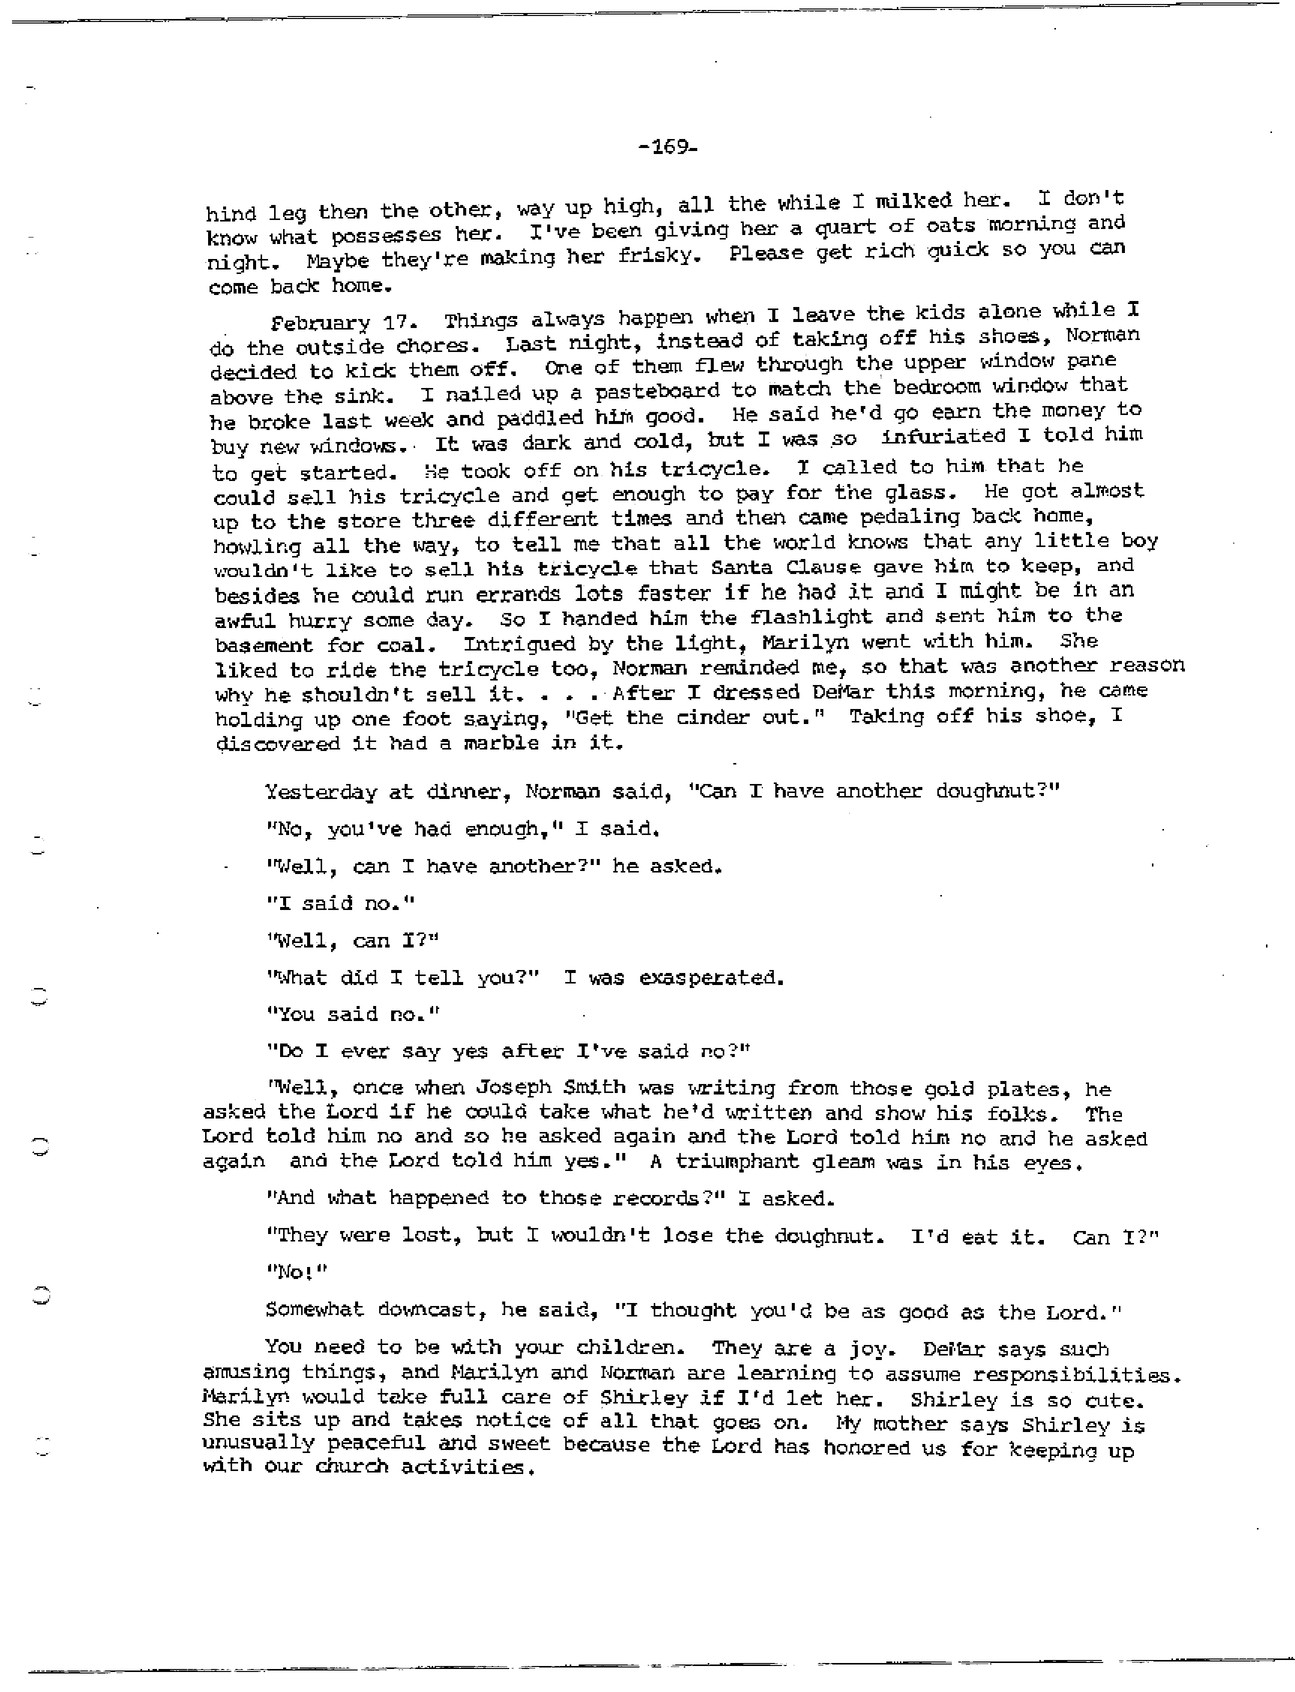 -169-
hind leg then the other, way up high, all the while I milked her.  I don't
know what possesses her.  I've been giving her a quart of oats morning and
night.  Maybe they're making her frisky.  Please get rich quick so you can
come back home.
February 17.  Things always happen when I leave the kids alone while I
do the outside chores.  Last night, instead of taking off his shoes, Norman
decided to kick them off.  One of them flew through the upper window pane
above the sink.  I nailed up a pasteboard to match the bedroom window that
he broke last week and paddled him good.  He said he'd go earn the money to
buy new windows.  It was dark and cold, but I was so  infuriated I told him
to get started.  He took off on his tricycle.  I called to him that he
could sell his tricycle and get enough to pay for the glass.  He got almost
up to the store three different times and then came pedaling back home,
howling all the way, to tell me that all the world knows that any little boy
wouldn't like to sell his tricycle that Santa Clause gave him to keep, and
besides he could run errands lots faster if he had it and I might be in an
awful hurry some day.  So I handed him the flashlight and sent him to the
basement for coal.  Intrigued by the light, Marilyn went with him.  She
liked to ride the tricycle too, Norman reminded me, so that was another reason
why he shouldn't sell it. . . . After I dressed DeMar this morning, he came
holding up one foot saying, "Get the cinder out."  Taking off his shoe, I
discovered it had a marble in it.
Yesterday at dinner, Norman said, "Can I have another doughnut?"
"No, you've had enough," I said.
"Well, can I have another?" he asked.
"I said no."
"Well, can I?"
"What did I tell you?"  I was exasperated.
"You said no."
"Do I ever say yes after I've said no?"
"Well, once when Joseph Smith was writing from those gold plates, he
asked the Lord if he could take what he'd written and show his folks.  The
Lord told him no and so he asked again and the Lord told him no and he asked
again  and the Lord told him yes."  A triumphant gleam was in his eyes.
"And what happened to those records?" I asked.
"They were lost, but I wouldn't lose the doughnut.  I'd eat it.  Can I?"
"No!"
Somewhat downcast, he said, "I thought you'd be as good as the Lord."
You need to be with your children.  They are a joy.  DeMar says such
amusing things, and Marilyn and Norman are learning to assume responsibilities.
Marilyn would take full care of Shirley if I'd let her.  Shirley is so cute.
She sits up and takes notice of all that goes on.  My mother says Shirley is
unusually peaceful and sweet because the Lord has honored us for keeping up
with our church activities.